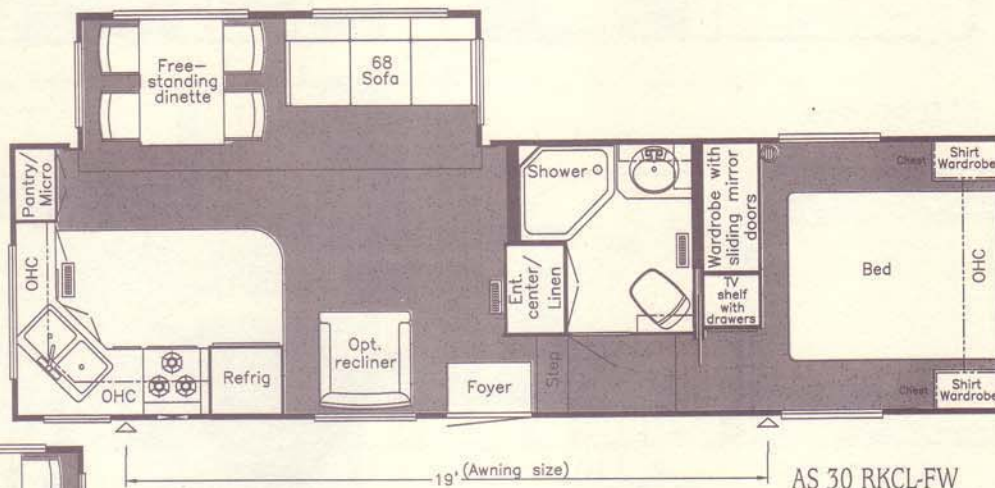 Free-
standing
dinette
68
Sofa
Pantry/
Micro
OHC
OHC
Refrig
Opt.
recliner
Foyer
Step
Shower
Ent.
center/
Linen
Wardrobe with
sliding mirror
doors
TV
shelf
with
drawers
Bed
Chest
Shirt
Wardrobe
OHC
Chest
Shirt
Wardrobe
19' (Awning size)
AS 30 RKCL-FW